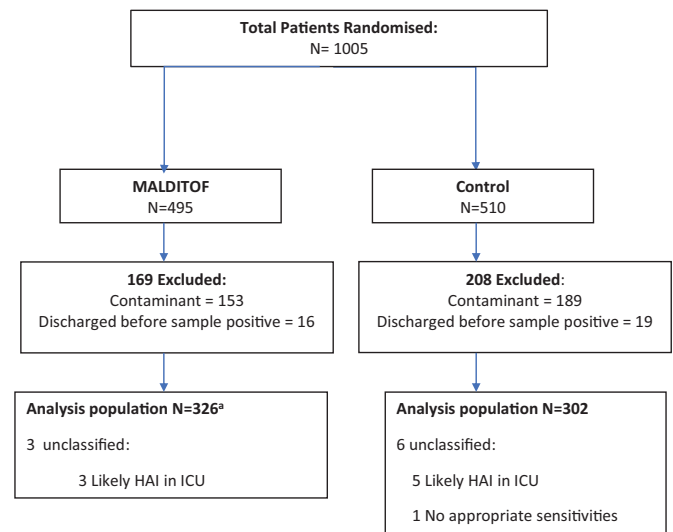 Total Patients Randomised:
N= 1005
MALDITOF
N=495
Control
N=510
169 Excluded:
Contaminant = 153
Discharged before sample positive = 16
208 Excluded:
Contaminant = 189
Discharged before sample positive = 19
Analysis population N=326ᵃ
3 unclassified:
3 Likely HAI in ICU
Analysis population N=302
6 unclassified:
5 Likely HAI in ICU
1 No appropriate sensitivities